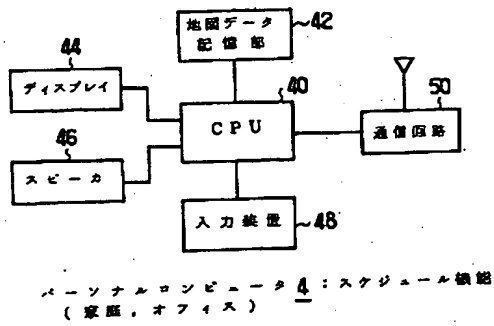 地図データ
記憶部
42
44
ディスプレイ
40
CPU
50
通信回路
46
スピーカ
入力装置
48
パーソナルコンピュータ 4:スケジュール機能
(家庭,オフィス)